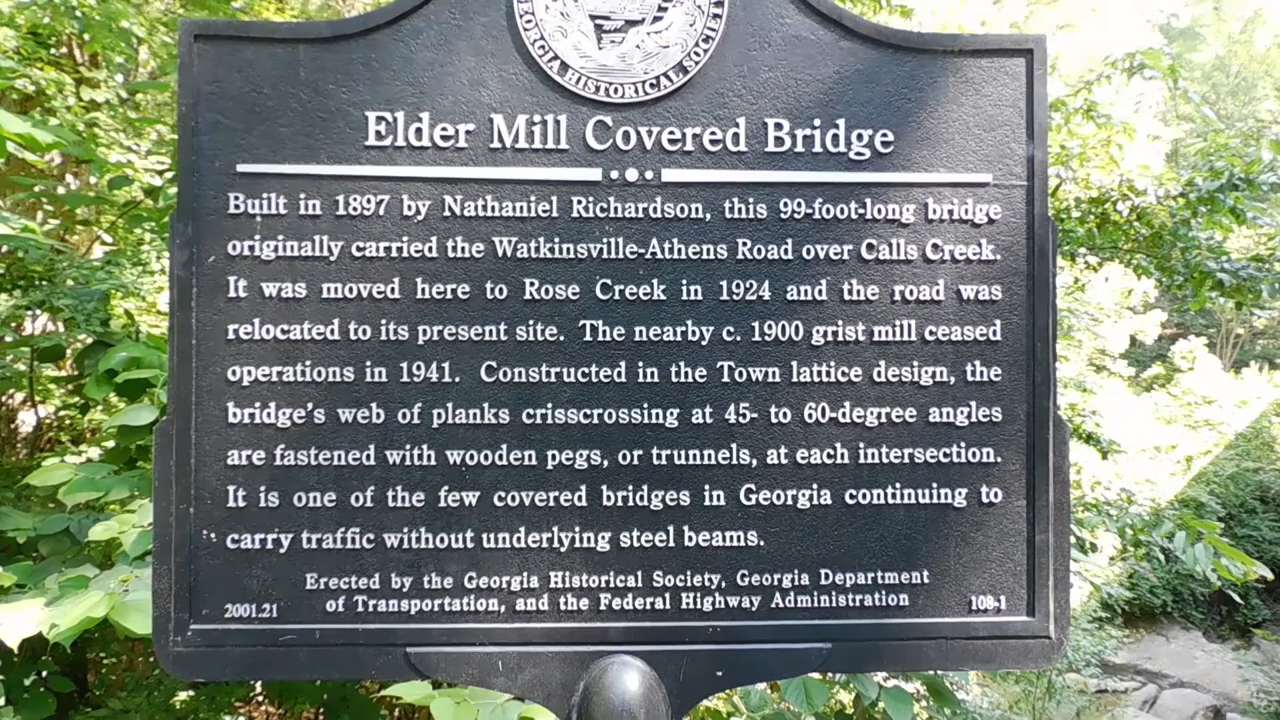 GEORGIA HISTORICAL SOCIETY
Elder Mill Covered Bridge
Built in 1897 by Nathaniel Richardson, this 99-foot-long bridge
originally carried the Watkinsville-Athens Road over Calls Creek.
It was moved here to Rose Creek in 1924 and the road was
relocated to its present site. The nearby c. 1900 grist mill ceased
operations in 1941. Constructed in the Town lattice design, the
bridge's web of planks crisscrossing at 45- to 60-degree angles
are fastened with wooden pegs, or trunnels, at each intersection.
It is one of the few covered bridges in Georgia continuing to
carry traffic without underlying steel beams.
Erected by the Georgia Historical Society, Georgia Department
of Transportation, and the Federal Highway Administration
2001.21
108-1